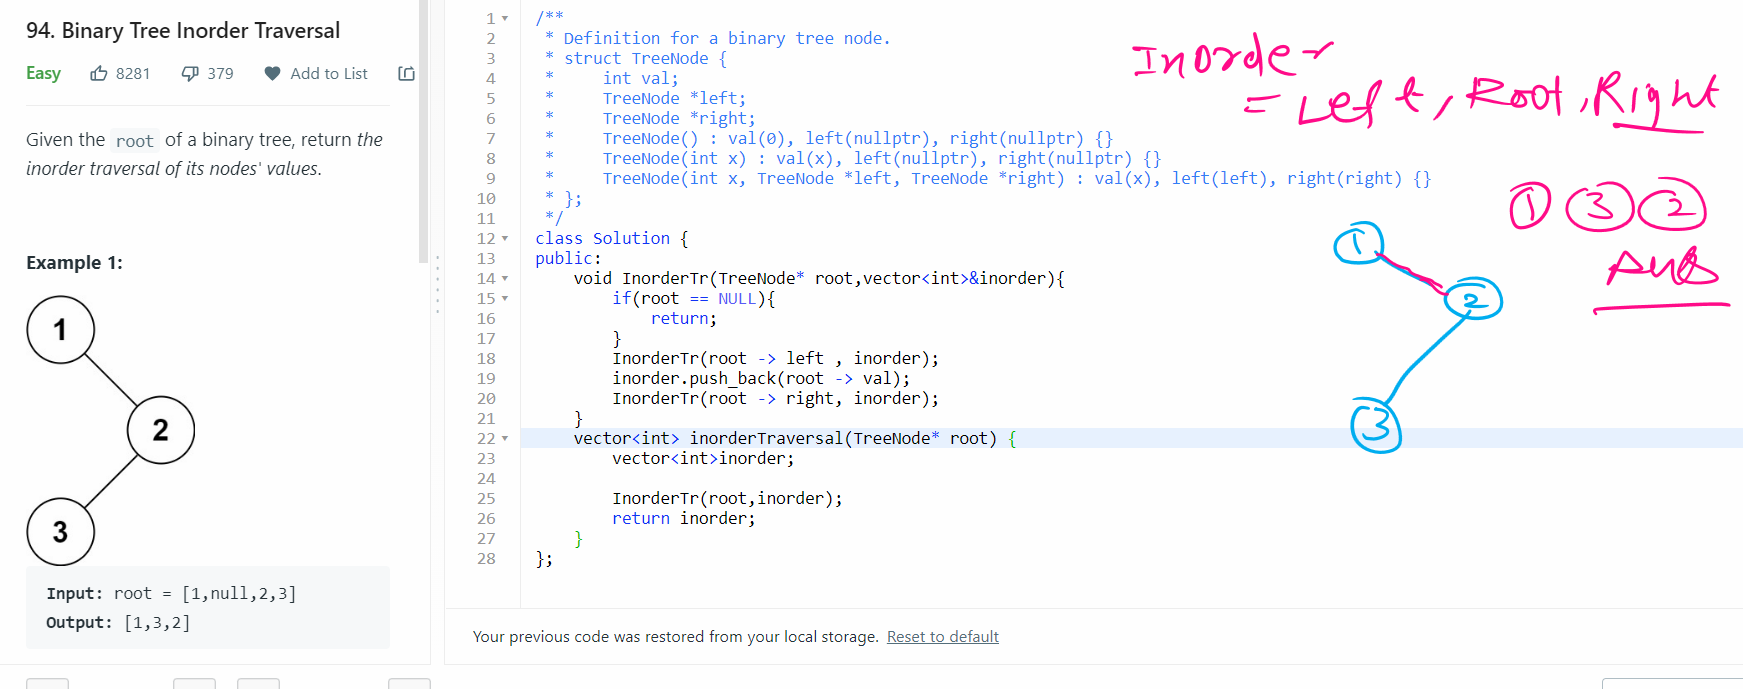 94. Binary Tree Inorder Traversal
Easy 8281 379 Add to List
Given the root of a binary tree, return the
inorder traversal of its nodes' values.
Example 1:
1
2
3
Input: root = [1,null,2,3]
Output: [1,3,2]
1 /**
2 * Definition for a binary tree node.
3 * struct TreeNode {
4 * int val;
5 * TreeNode *left;
6 * TreeNode *right;
7 * TreeNode() : val(0), left(nullptr), right(nullptr) {}
8 * TreeNode(int x) : val(x), left(nullptr), right(nullptr) {}
9 * TreeNode(int x, TreeNode *left, TreeNode *right) : val(x), left(left), right(right) {}
10 * };
11 */
12 class Solution {
13 public:
14 void InorderTr(TreeNode* root,vector<int>&inorder){
15 if(root == NULL){
16 return;
17 }
18 InorderTr(root -> left , inorder);
19 inorder.push_back(root -> val);
20 InorderTr(root -> right, inorder);
21 }
22 vector<int> inorderTraversal(TreeNode* root) {
23 vector<int>inorder;
24
25 InorderTr(root,inorder);
26 return inorder;
27 }
28 };
Your previous code was restored from your local storage. Reset to default
Inorder
= Left, Root, Right
1 3 2
Ans
1
2
3